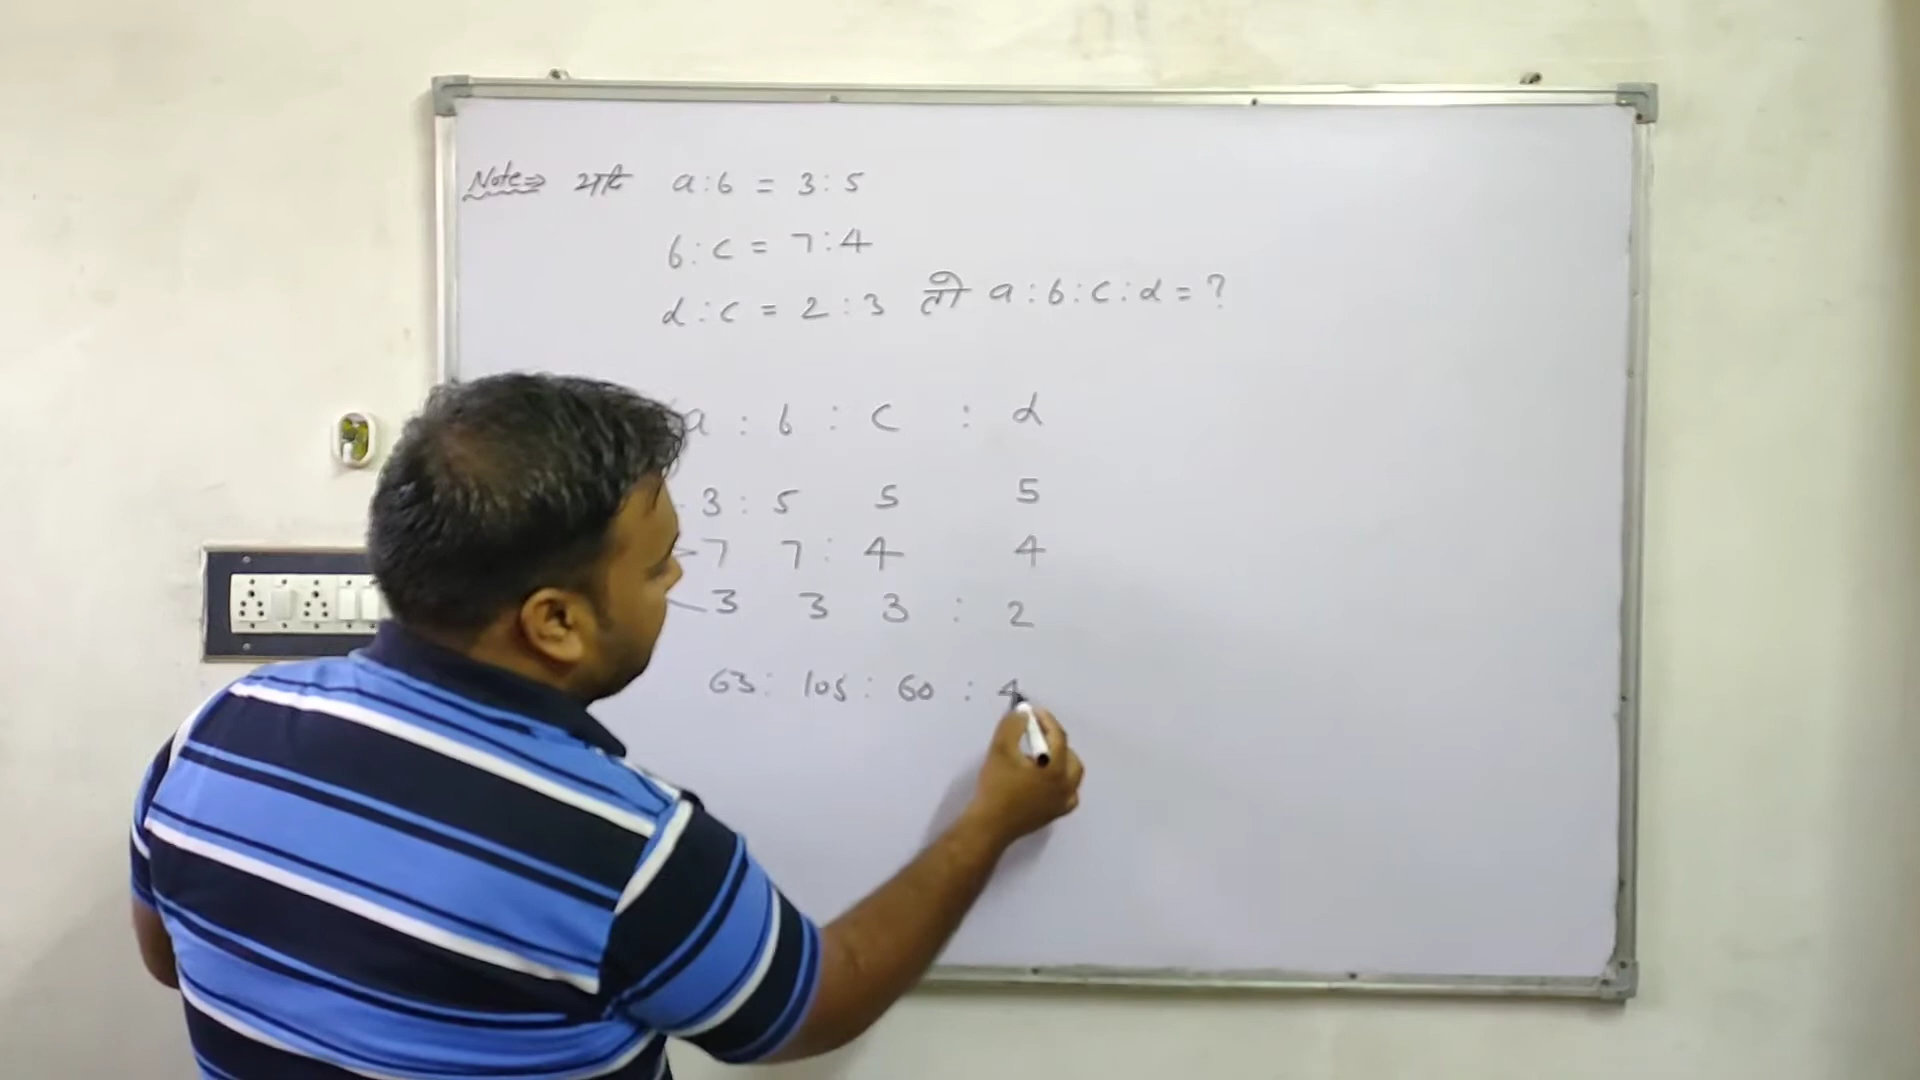 Note⇒ यदि a:b = 3:5
b:c = 7:4
d:c = 2:3 तो a:b:c:d = ?
a : b : c : d
3 : 5 5 5
7 7 : 4 4
3 3 3 : 2
63 : 105 : 60 : 4